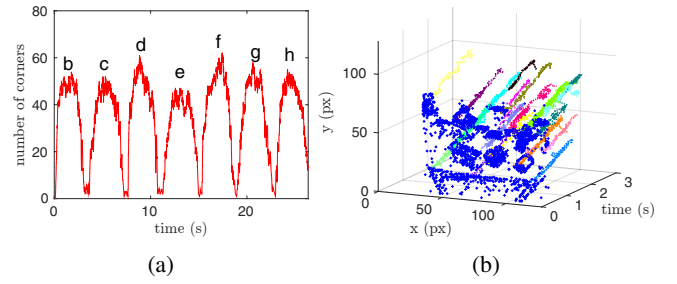 80
60
40
20
0
number of corners
b
c
d
e
f
g
h
0
10
20
time (s)
(a)
100
50
0
y (px)
0
50
100
x (px)
0
1
2
3
time (s)
(b)